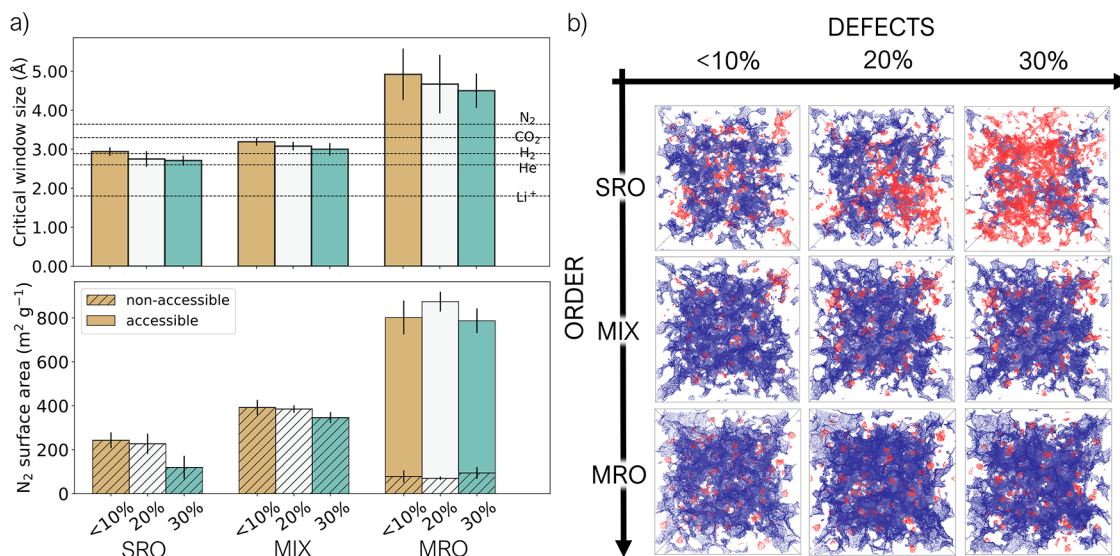 a)
Critical window size (Å)
5.00
4.00
3.00
2.00
1.00
0.00
N₂
CO₂
H₂
He
Li⁺
N₂ surface area (m² g⁻¹)
800
600
400
200
0
non-accessible
accessible
<10% 20% 30% <10% 20% 30% <10% 20% 30%
SRO MIX MRO
b)
DEFECTS
<10% 20% 30%
ORDER
SRO
MIX
MRO